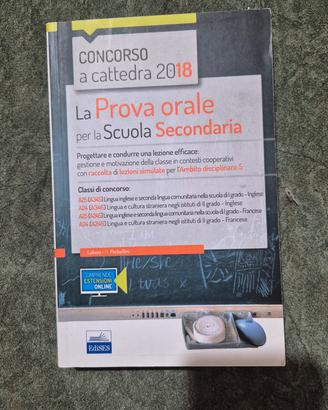 CONCORSO
a cattedra 2018
La Prova orale
per la Scuola Secondaria
Progettare e condurre una lezione efficace:
gestione e motivazione della classe in contesti cooperativi
con raccolta di lezioni simulate per l'Ambito disciplinare 5
Classi di concorso:
A25 (A345) Lingua inglese e seconda lingua comunitaria nella scuola di I grado - Inglese
A24 (A346) Lingua e cultura straniera negli istituti di II grado - Inglese
A25 (A245) Lingua inglese e seconda lingua comunitaria nella scuola di I grado - Francese
A24 (A246) Lingua e cultura straniera negli istituti di II grado - Francese
COMPRENDE
ESTENSIONI
ONLINE
EdiSES